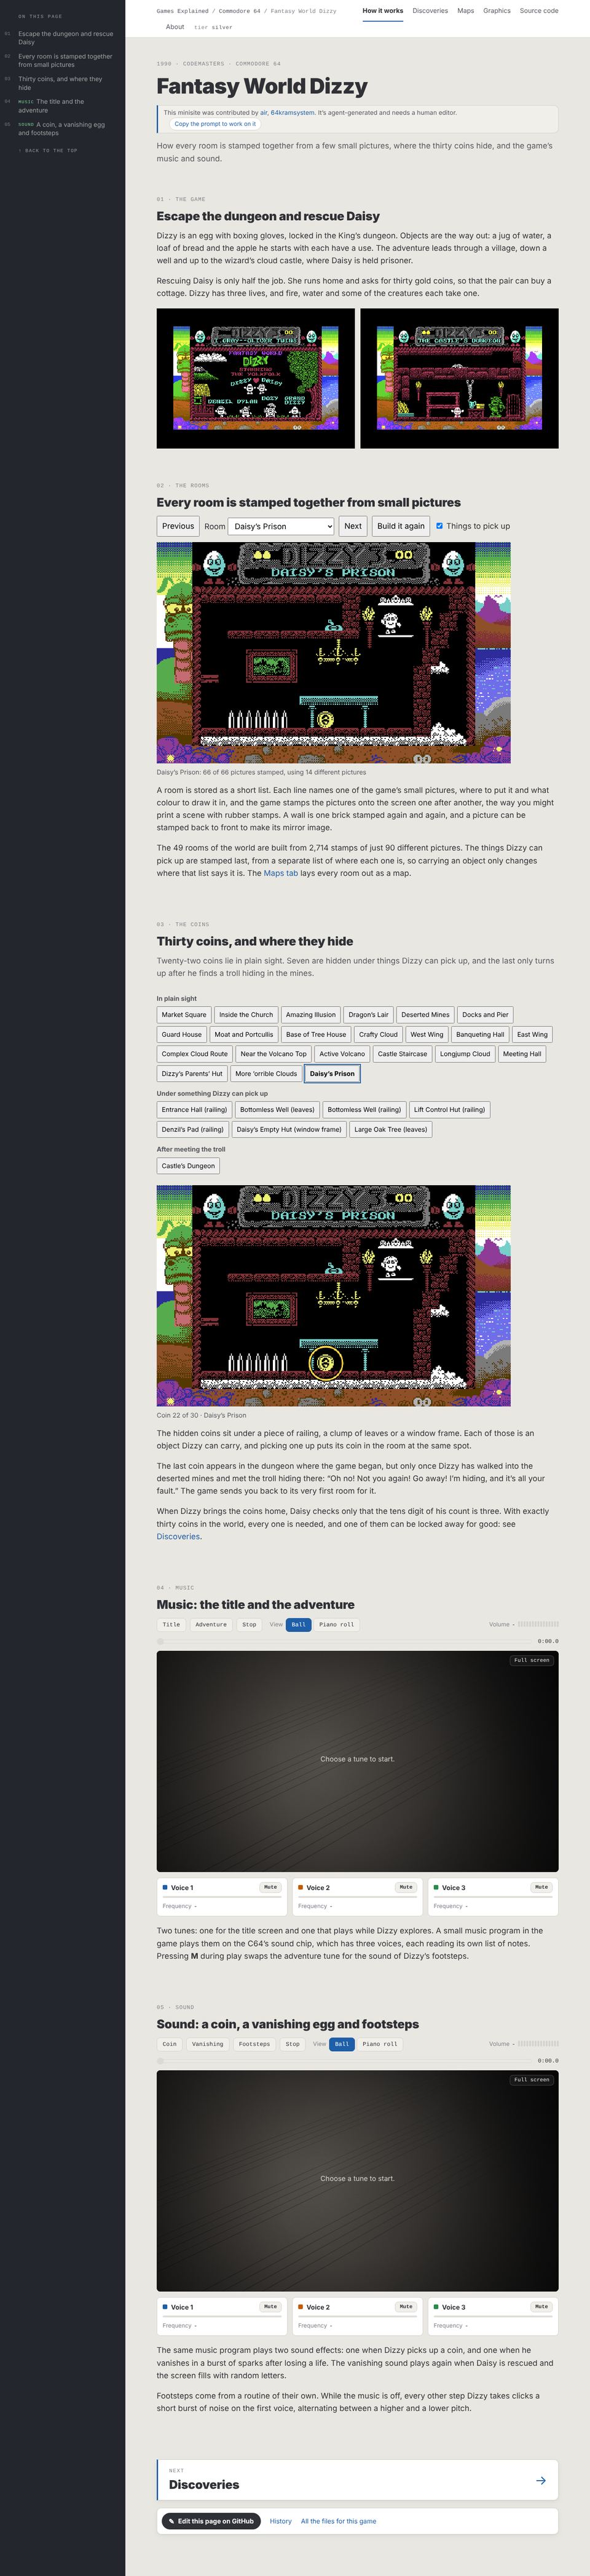 ON THIS PAGE
01 Escape the dungeon and rescue
Daisy
02 Every room is stamped together
from small pictures
03 Thirty coins, and where they
hide
04 MUSIC The title and the
adventure
05 SOUND A coin, a vanishing egg
and footsteps
BACK TO THE TOP
Games Explained / Commodore 64 / Fantasy World Dizzy
How it works Discoveries Maps Graphics Source code
About tier silver
1990 · CODEMASTERS · COMMODORE 64
Fantasy World Dizzy
This minisite was contributed by air, 64kramsystem. It's agent-generated and needs a human editor.
Copy the prompt to work on it
How every room is stamped together from a few small pictures, where the thirty coins hide, and the game's
music and sound.
01 · THE GAME
Escape the dungeon and rescue Daisy
Dizzy is an egg with boxing gloves, locked in the King's dungeon. Objects are the way out: a jug of water, a
loaf of bread and the apple he starts with each have a use. The adventure leads through a village, down a
well and up to the wizard's cloud castle, where Daisy is held prisoner.
Rescuing Daisy is only half the job. She runs home and asks for thirty gold coins, so that the pair can buy a
cottage. Dizzy has three lives, and fire, water and some of the creatures each take one.
DIZZY 3
00
FANTASY WORLD
DIZZY
STARRING
THE YOLKFOLK
DIZZY DAISY
DENZIL DYLAN DOZY GRAND
DIZZY
DIZZY 3
00
THE CASTLE'S DUNGEON
02 · THE ROOMS
Every room is stamped together from small pictures
Previous Room Daisy's Prison Next Build it again Things to pick up
DIZZY 3
00
DAISY'S PRISON
Daisy's Prison: 66 of 66 pictures stamped, using 14 different pictures
A room is stored as a short list. Each line names one of the game's small pictures, where to put it and what
colour to draw it in, and the game stamps the pictures onto the screen one after another, the way you might
print a scene with rubber stamps. A wall is one brick stamped again and again, and a picture can be
stamped back to front to make its mirror image.
The 49 rooms of the world are built from 2,714 stamps of just 90 different pictures. The things Dizzy can
pick up are stamped last, from a separate list of where each one is, so carrying an object only changes
where that list says it is. The Maps tab lays every room out as a map.
03 · THE COINS
Thirty coins, and where they hide
Twenty-two coins lie in plain sight. Seven are hidden under things Dizzy can pick up, and the last only turns
up after he finds a troll hiding in the mines.
In plain sight
Market Square Inside the Church Amazing Illusion Dragon's Lair Deserted Mines Docks and Pier
Guard House Moat and Portcullis Base of Tree House Crafty Cloud West Wing Banqueting Hall East Wing
Complex Cloud Route Near the Volcano Top Active Volcano Castle Staircase Longjump Cloud Meeting Hall
Dizzy's Parents' Hut More 'orrible Clouds Daisy's Prison
Under something Dizzy can pick up
Entrance Hall (railing) Bottomless Well (leaves) Bottomless Well (railing) Lift Control Hut (railing)
Denzil's Pad (railing) Daisy's Empty Hut (window frame) Large Oak Tree (leaves)
After meeting the troll
Castle's Dungeon
DIZZY 3
00
DAISY'S PRISON
Coin 22 of 30 · Daisy's Prison
The hidden coins sit under a piece of railing, a clump of leaves or a window frame. Each of those is an
object Dizzy can carry, and picking one up puts its coin in the room at the same spot.
The last coin appears in the dungeon where the game began, but only once Dizzy has walked into the
deserted mines and met the troll hiding there: “Oh no! Not you again! Go away! I'm hiding, and it's all your
fault.” The game sends you back to its very first room for it.
When Dizzy brings the coins home, Daisy checks only that the tens digit of his count is three. With exactly
thirty coins in the world, every one is needed, and one of them can be locked away for good: see
Discoveries.
04 · MUSIC
Music: the title and the adventure
Title Adventure Stop View Ball Piano roll Volume -
0:00.0
Full screen
Choose a tune to start.
Voice 1 Mute Voice 2 Mute Voice 3 Mute
Frequency - Frequency - Frequency -
Two tunes: one for the title screen and one that plays while Dizzy explores. A small music program in the
game plays them on the C64's sound chip, which has three voices, each reading its own list of notes.
Pressing M during play swaps the adventure tune for the sound of Dizzy's footsteps.
05 · SOUND
Sound: a coin, a vanishing egg and footsteps
Coin Vanishing Footsteps Stop View Ball Piano roll Volume -
0:00.0
Full screen
Choose a tune to start.
Voice 1 Mute Voice 2 Mute Voice 3 Mute
Frequency - Frequency - Frequency -
The same music program plays two sound effects: one when Dizzy picks up a coin, and one when he
vanishes in a burst of sparks after losing a life. The vanishing sound plays again when Daisy is rescued and
the screen fills with random letters.
Footsteps come from a routine of their own. While the music is off, every other step Dizzy takes clicks a
short burst of noise on the first voice, alternating between a higher and a lower pitch.
NEXT
Discoveries →
✎ Edit this page on GitHub History All the files for this game